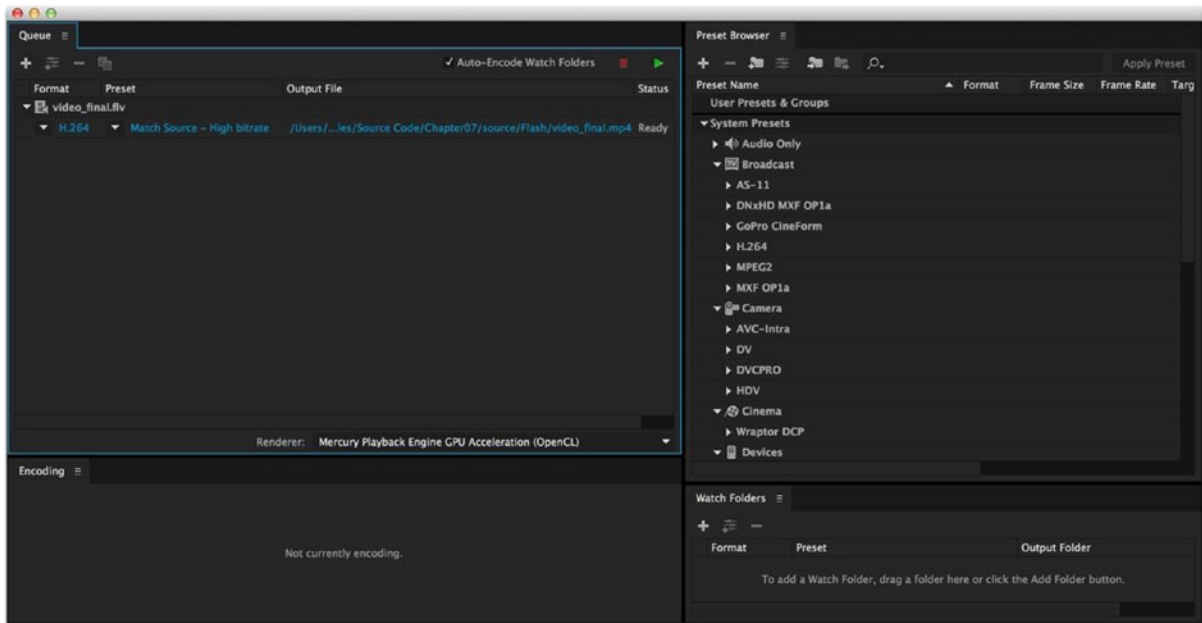 Queue
Auto-Encode Watch Folders
Format Preset Output File Status
video_final.flv
H.264 Match Source – High bitrate /Users/...les/Source Code/Chapter07/source/Flash/video_final.mp4 Ready
Renderer: Mercury Playback Engine GPU Acceleration (OpenCL)
Encoding
Not currently encoding.
Preset Browser
Apply Preset
Preset Name Format Frame Size Frame Rate Targ
User Presets & Groups
System Presets
Audio Only
Broadcast
AS-11
DNxHD MXF OP1a
GoPro CineForm
H.264
MPEG2
MXF OP1a
Camera
AVC-Intra
DV
DVCPRO
HDV
Cinema
Wraptor DCP
Devices
Watch Folders
Format Preset Output Folder
To add a Watch Folder, drag a folder here or click the Add Folder button.